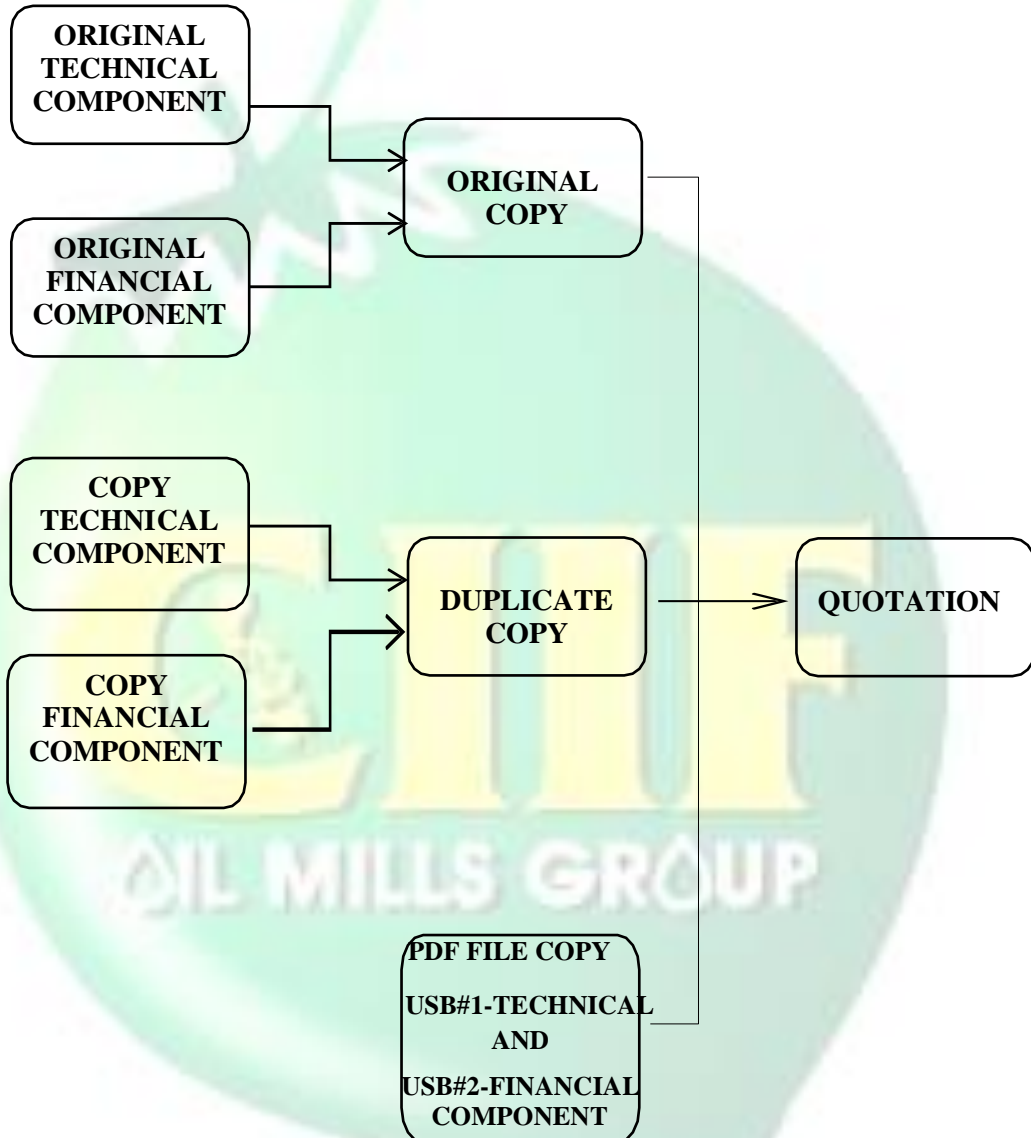 ORIGINAL
TECHNICAL
COMPONENT
ORIGINAL
COPY
ORIGINAL
FINANCIAL
COMPONENT
COPY
TECHNICAL
COMPONENT
DUPLICATE
COPY
QUOTATION
COPY
FINANCIAL
COMPONENT
CIIF
OIL MILLS GROUP
PDF FILE COPY
USB#1-TECHNICAL
AND
USB#2-FINANCIAL
COMPONENT